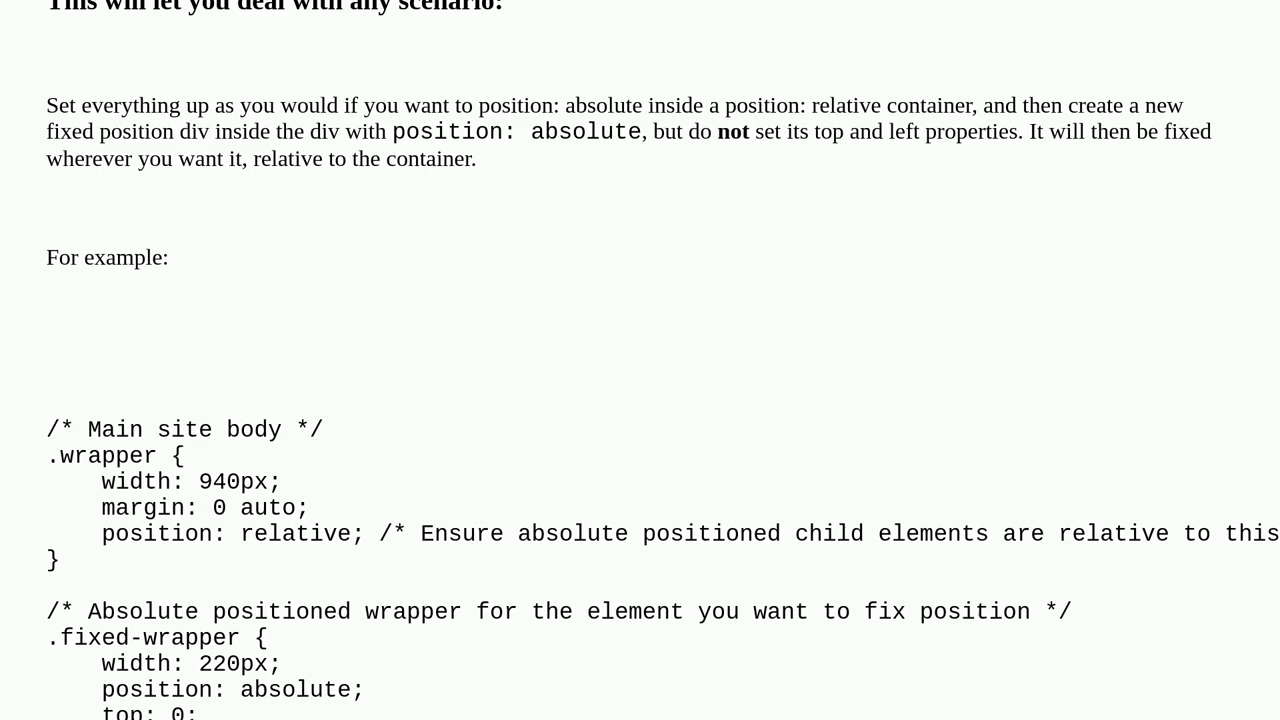 This will let you deal with any scenario:
Set everything up as you would if you want to position: absolute inside a position: relative container, and then create a new
fixed position div inside the div with position: absolute, but do not set its top and left properties. It will then be fixed
wherever you want it, relative to the container.
For example:
/* Main site body */
.wrapper {
    width: 940px;
    margin: 0 auto;
    position: relative; /* Ensure absolute positioned child elements are relative to this
}
/* Absolute positioned wrapper for the element you want to fix position */
.fixed-wrapper {
    width: 220px;
    position: absolute;
    top: 0;